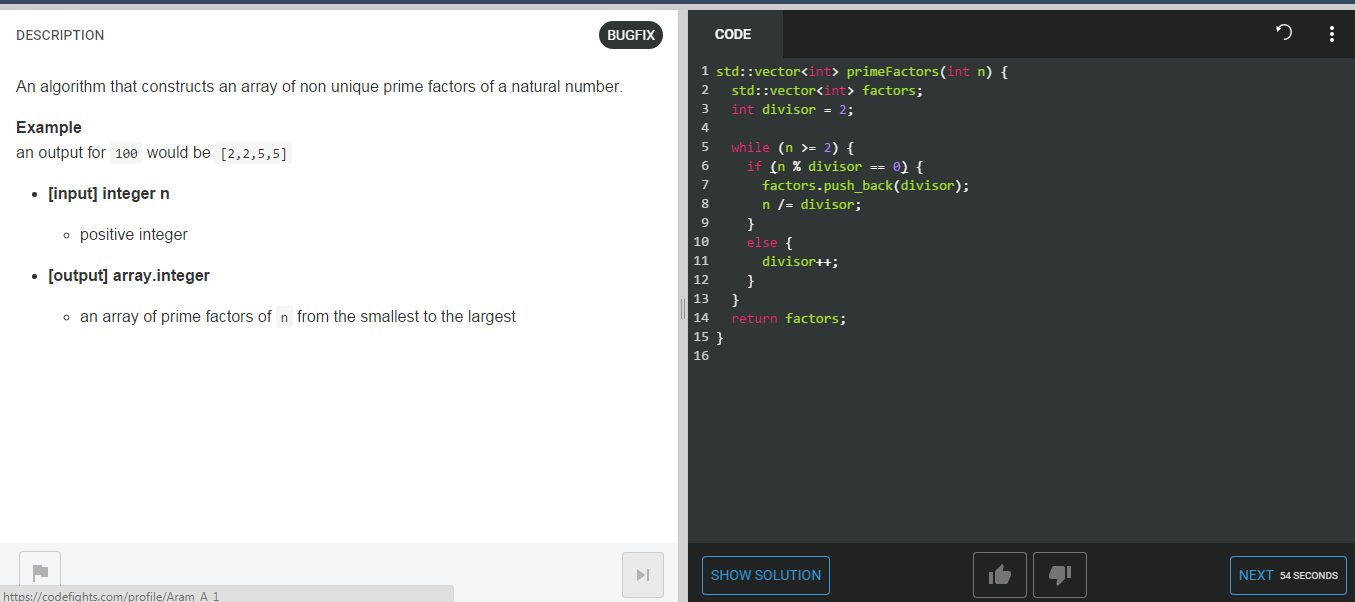 DESCRIPTION
BUGFIX
An algorithm that constructs an array of non unique prime factors of a natural number.
Example
an output for 100 would be [2,2,5,5]
• [input] integer n
◦ positive integer
• [output] array.integer
◦ an array of prime factors of n from the smallest to the largest
https://codefights.com/profile/Aram_A_1
CODE
1 std::vector<int> primeFactors(int n) {
2   std::vector<int> factors;
3   int divisor = 2;
4
5   while (n >= 2) {
6     if (n % divisor == 0) {
7       factors.push_back(divisor);
8       n /= divisor;
9     }
10     else {
11       divisor++;
12     }
13   }
14   return factors;
15 }
16
SHOW SOLUTION
NEXT 54 SECONDS